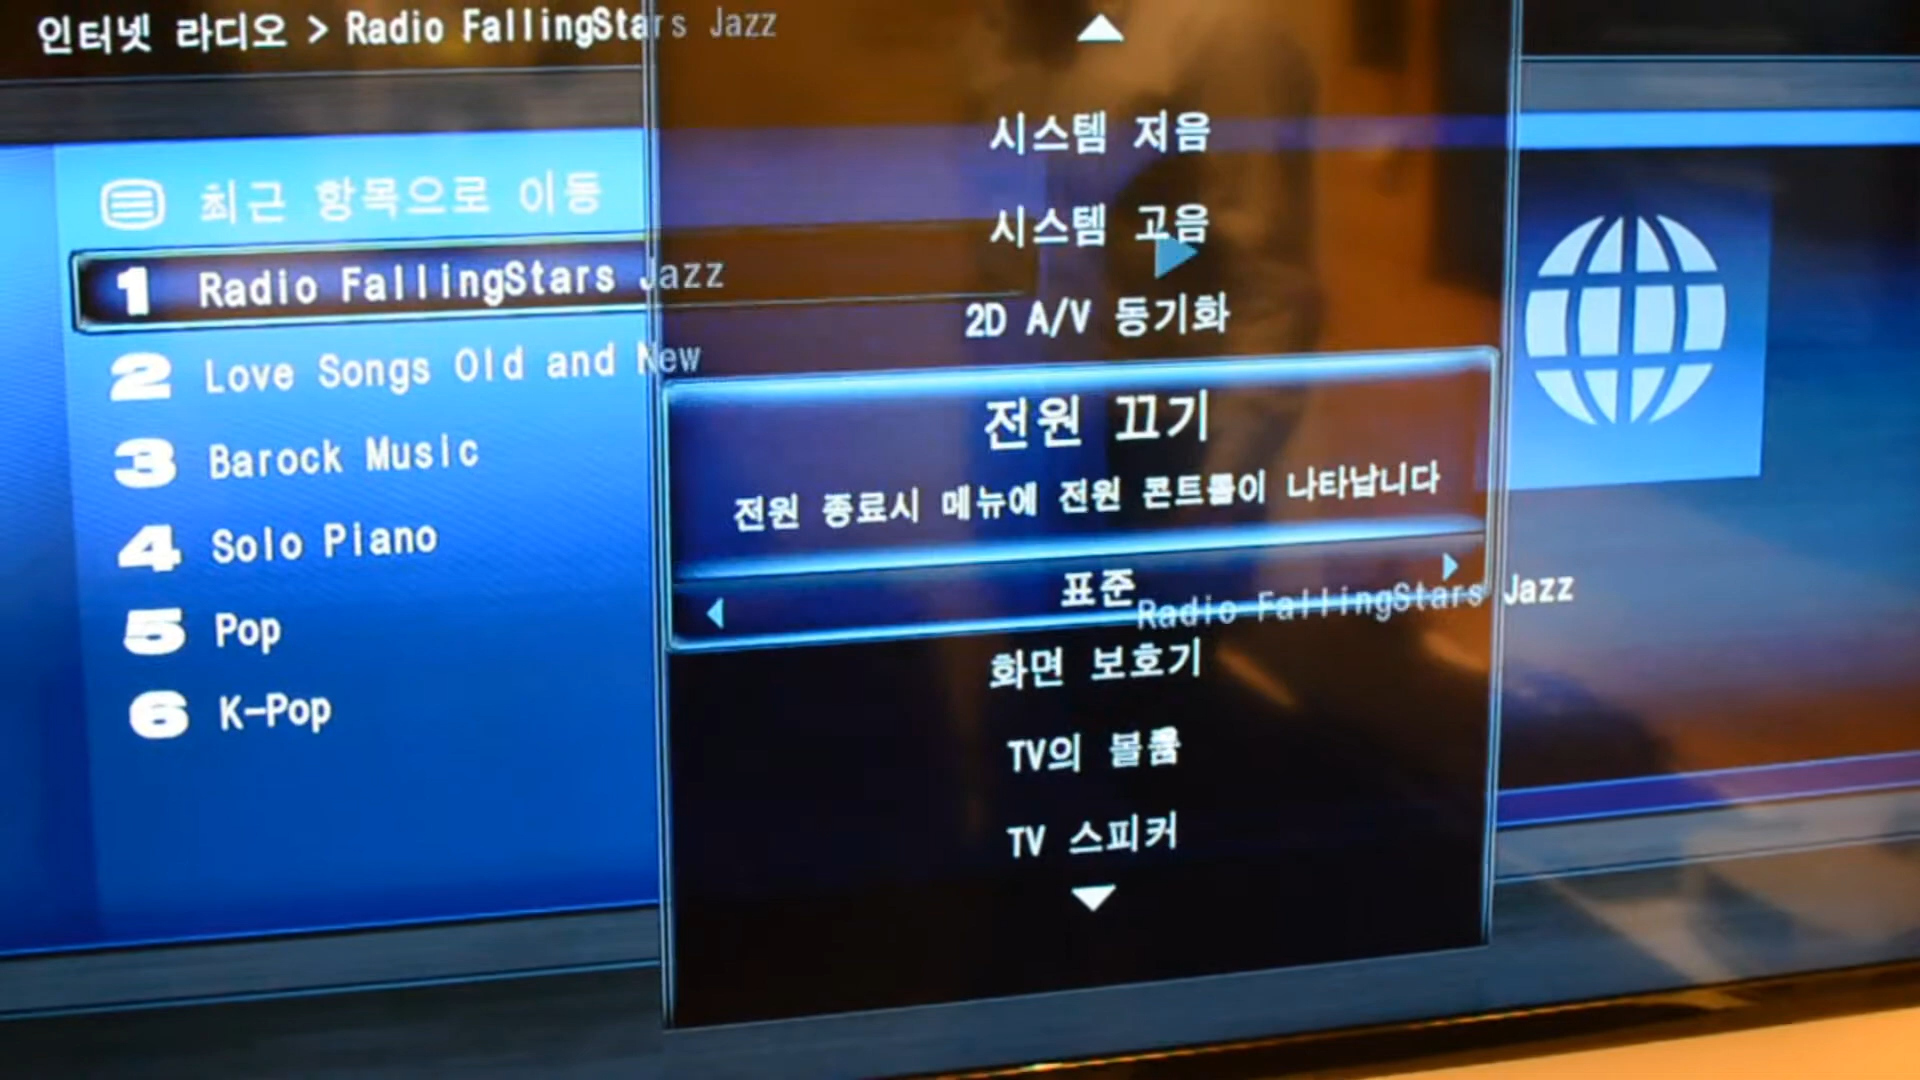 인터넷 라디오 > Radio FallingStars Jazz
최근 항목으로 이동
1 Radio FallingStars Jazz
2 Love Songs Old and New
3 Barock Music
4 Solo Piano
5 Pop
6 K-Pop
시스템 저음
시스템 고음
2D A/V 동기화
전원 끄기
전원 종료시 메뉴에 전원 콘트롤이 나타납니다
표준
화면 보호기
TV의 볼륨
TV 스피커
Radio FallingStars Jazz